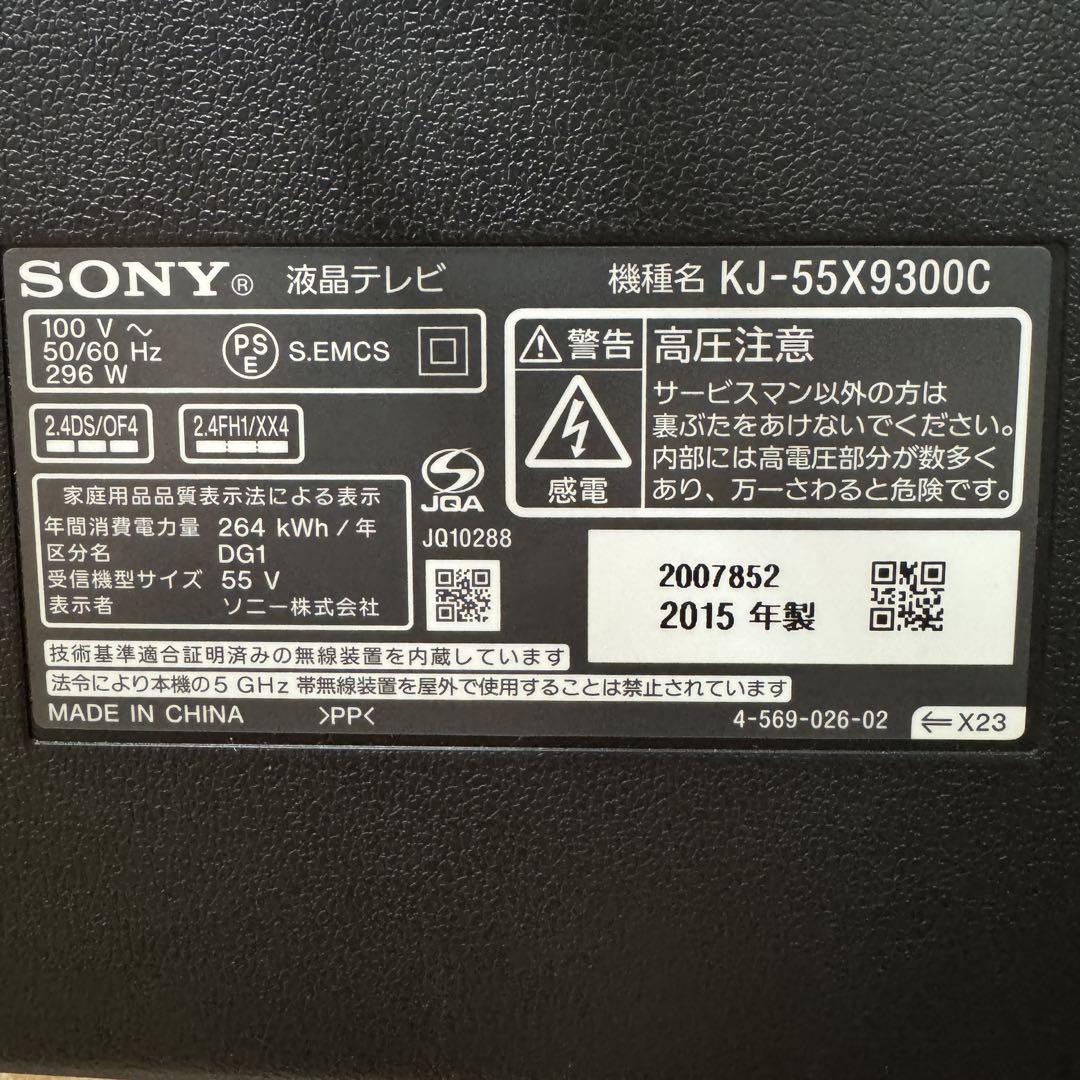 SONY® 液晶テレビ 機種名 KJ-55X9300C
100 V ～
50/60 Hz
296 W
PS
E
S.EMCS
2.4DS/OF4
2.4FH1/XX4
警告
高圧注意
感電
サービスマン以外の方は
裏ぶたをあけないでください。
内部には高電圧部分が数多く
あり、万一さわると危険です。
家庭用品品質表示法による表示
年間消費電力量 264 kWh / 年
区分名 DG1
受信機型サイズ 55 V
表示者 ソニー株式会社
JQA
JQ10288
2007852
2015 年製
技術基準適合証明済みの無線装置を内蔵しています
法令により本機の5 GHz 帯無線装置を屋外で使用することは禁止されています
MADE IN CHINA >PP< 4-569-026-02 ⇐ X23